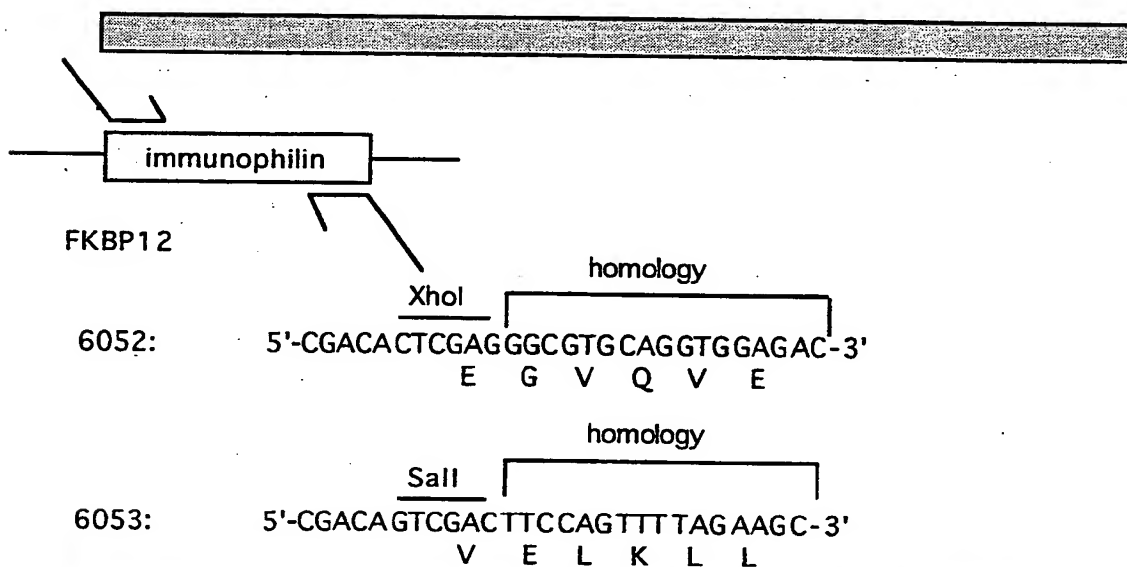 immunophilin
FKBP12
homology
XhoI
6052: 5'-CGACACTCGAGGGCGTGCAGGTGGAGAC-3'
E G V Q V E
homology
SalI
6053: 5'-CGACAGTCGACTTCCAGTTTTAGAAGC-3'
V E L K L L